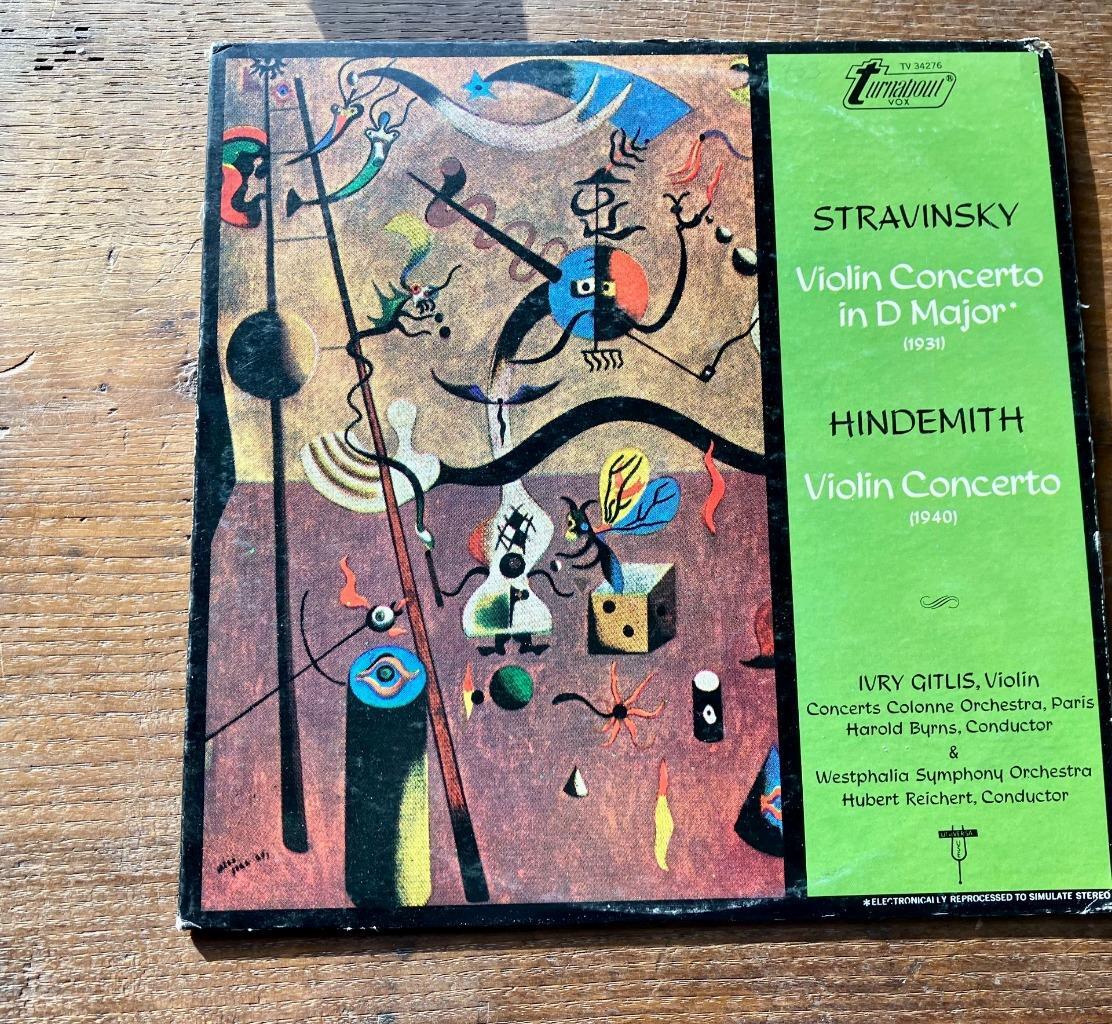 TV 34276
turnabout®
VOX
STRAVINSKY
Violin Concerto
in D Major*
(1931)
HINDEMITH
Violin Concerto
(1940)
IVRY GITLIS, Violin
Concerts Colonne Orchestra, Paris
Harold Byrns, Conductor
&
Westphalia Symphony Orchestra
Hubert Reichert, Conductor
*ELECTRONICALLY REPROCESSED TO SIMULATE STEREO